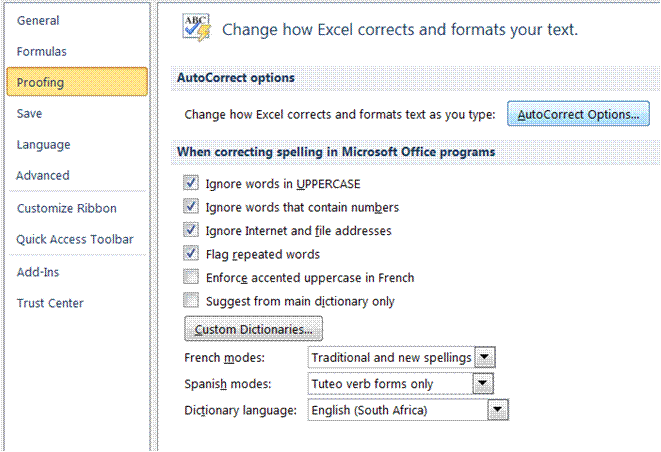 General
Formulas
Proofing
Save
Language
Advanced
Customize Ribbon
Quick Access Toolbar
Add-Ins
Trust Center
ABC
Change how Excel corrects and formats your text.
AutoCorrect options
Change how Excel corrects and formats text as you type:
AutoCorrect Options...
When correcting spelling in Microsoft Office programs
Ignore words in UPPERCASE
Ignore words that contain numbers
Ignore Internet and file addresses
Flag repeated words
Enforce accented uppercase in French
Suggest from main dictionary only
Custom Dictionaries...
French modes: Traditional and new spellings
Spanish modes: Tuteo verb forms only
Dictionary language: English (South Africa)